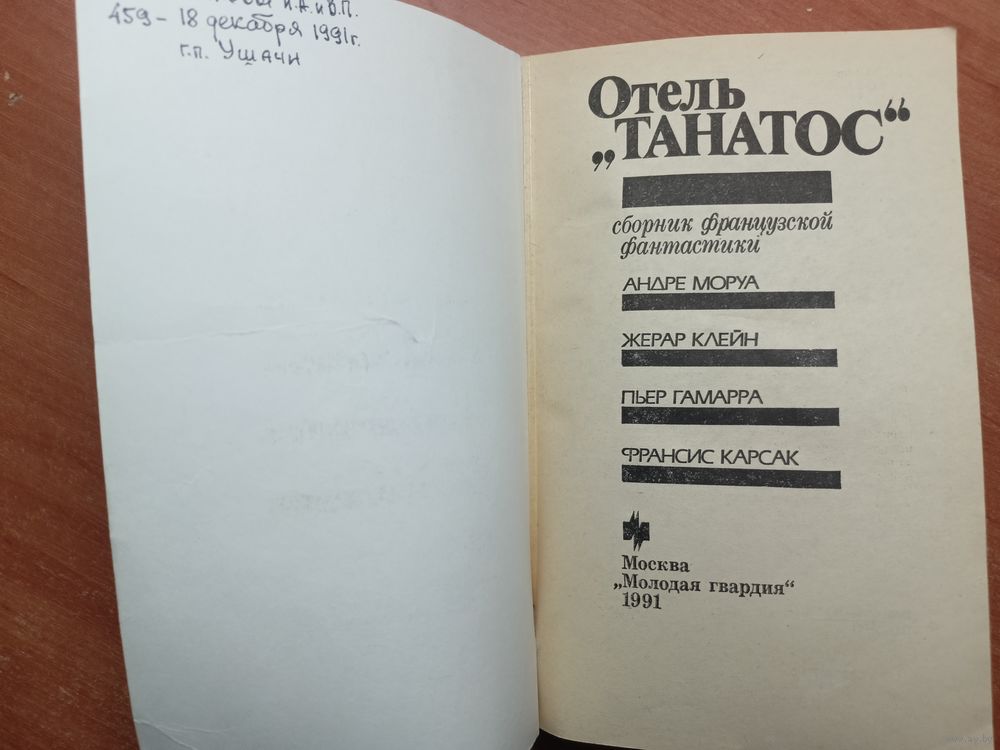 И.А. и В.П.
459 - 18 декабря 1991г.
г.п. Ушачи
Отель
„ТАНАТОС“
сборник французской
фантастики
АНДРЕ МОРУА
ЖЕРАР КЛЕЙН
ПЬЕР ГАМАРРА
ФРАНСИС КАРСАК
Москва
„Молодая гвардия“
1991